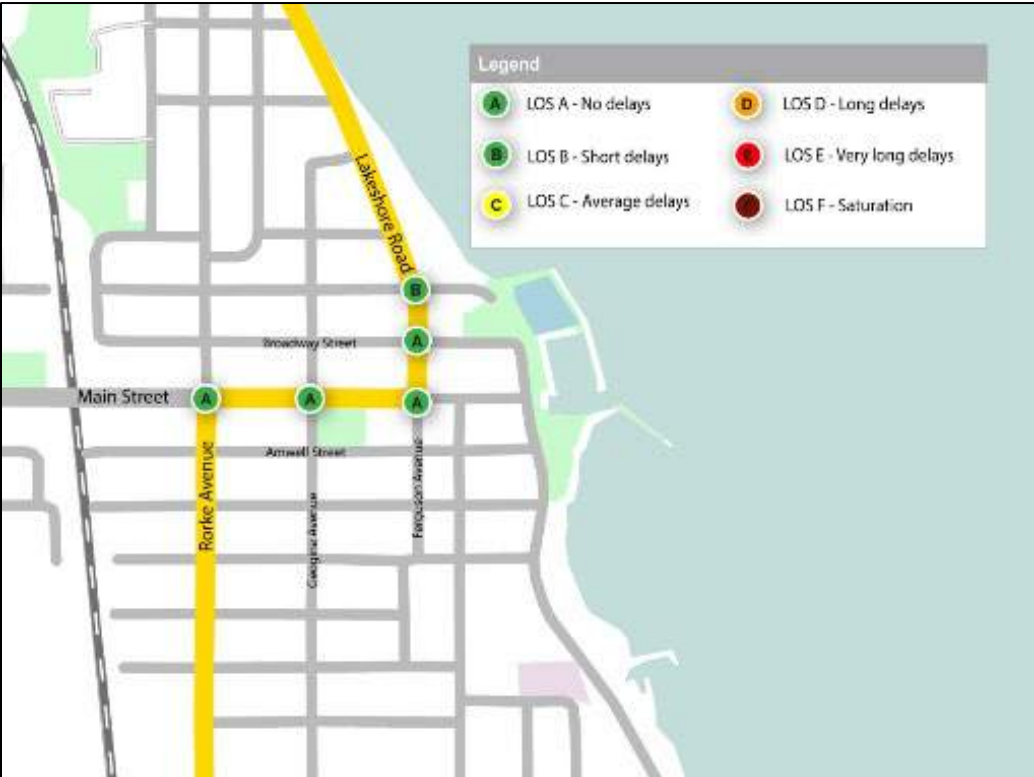 Legend
A LOS A - No delays
D LOS D - Long delays
B LOS B - Short delays
E LOS E - Very long delays
C LOS C - Average delays
LOS F - Saturation
Lakeshore Road
B
Broadway Street
A
Main Street
A
A
A
Amwell Street
Rorke Avenue
Georgina Avenue
Ferguson Avenue